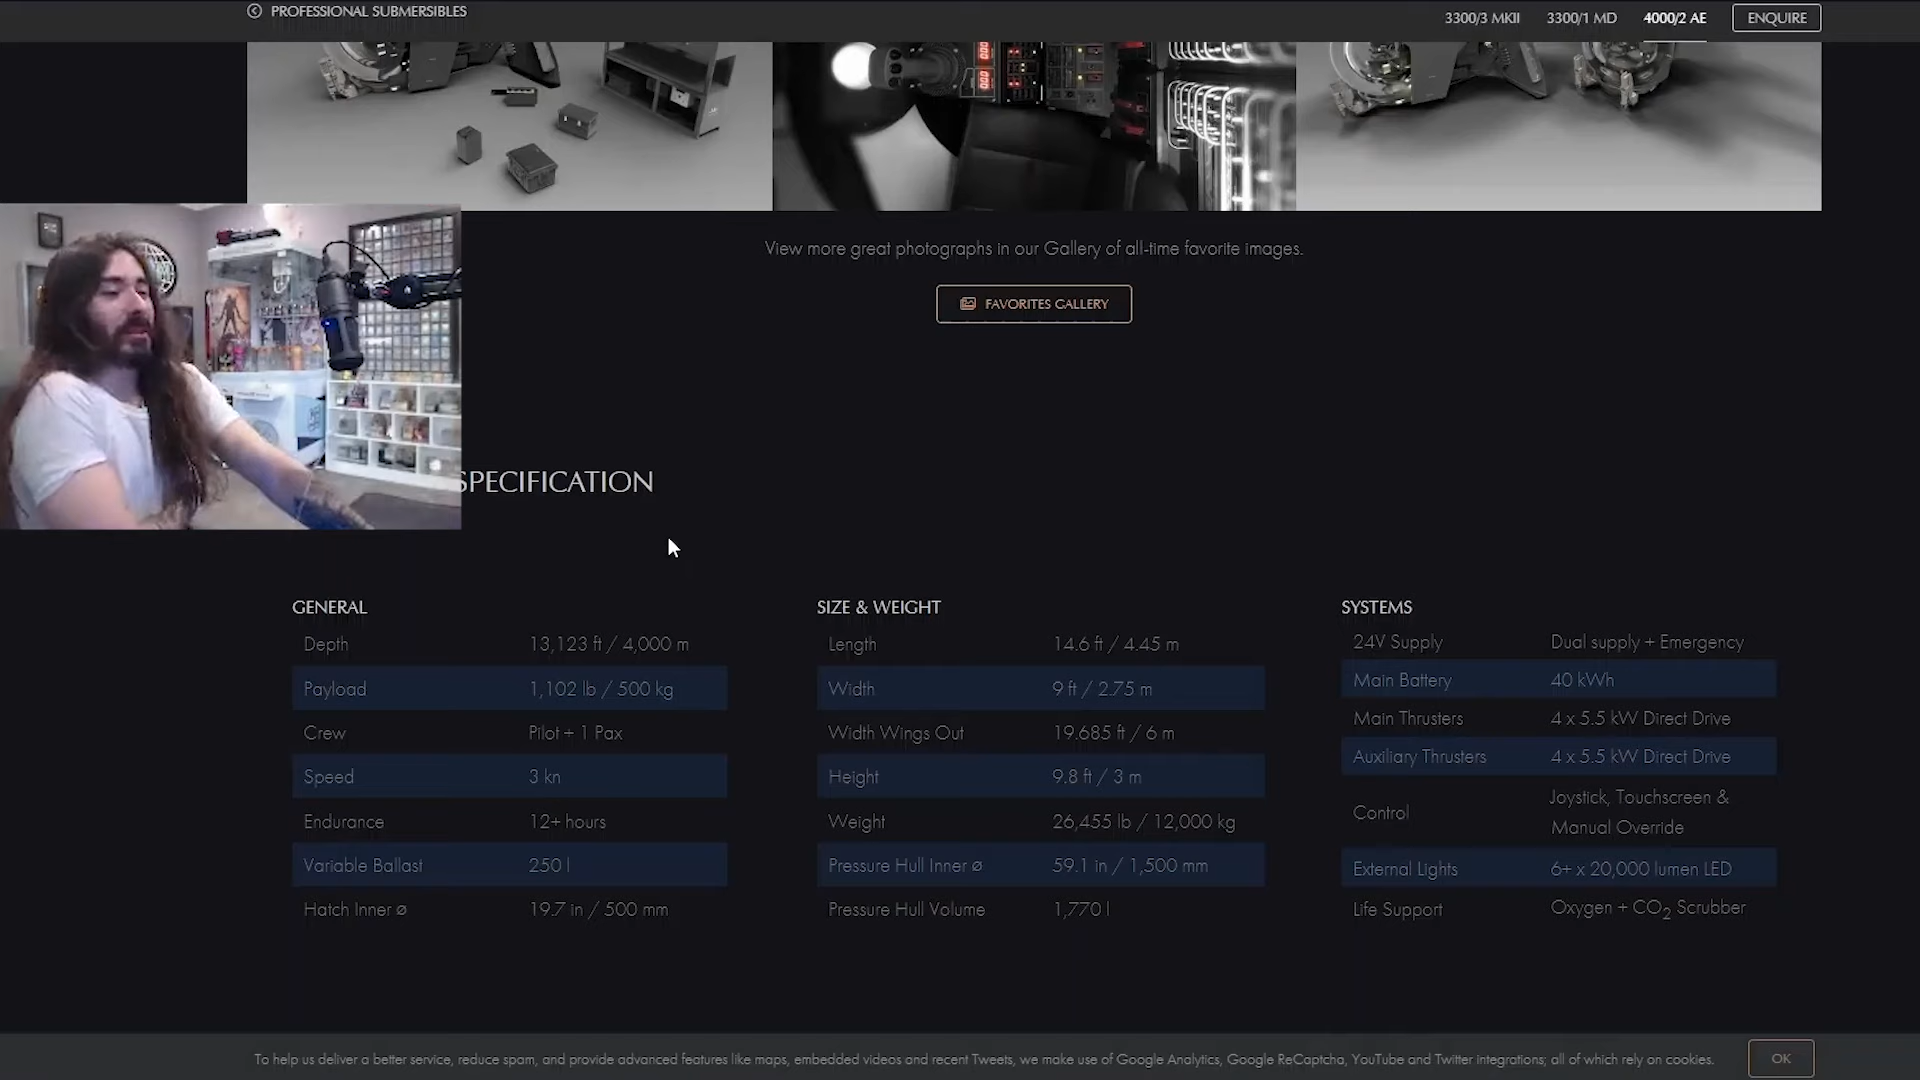 PROFESSIONAL SUBMERSIBLES
3300/3 MKII 3300/1 MD 4000/2 AE ENQUIRE
View more great photographs in our Gallery of all-time favorite images.
FAVORITES GALLERY
SPECIFICATION
GENERAL
Depth 13,123 ft / 4,000 m
Payload 1,102 lb / 500 kg
Crew Pilot + 1 Pax
Speed 3 kn
Endurance 12+ hours
Variable Ballast 250 l
Hatch Inner ø 19.7 in / 500 mm
SIZE & WEIGHT
Length 14.6 ft / 4.45 m
Width 9 ft / 2.75 m
Width Wings Out 19.685 ft / 6 m
Height 9.8 ft / 3 m
Weight 26,455 lb / 12,000 kg
Pressure Hull Inner ø 59.1 in / 1,500 mm
Pressure Hull Volume 1,770 l
SYSTEMS
24V Supply Dual supply + Emergency
Main Battery 40 kWh
Main Thrusters 4 x 5.5 kW Direct Drive
Auxiliary Thrusters 4 x 5.5 kW Direct Drive
Control Joystick, Touchscreen &
Manual Override
External Lights 6+ x 20,000 lumen LED
Life Support Oxygen + CO₂ Scrubber
To help us deliver a better service, reduce spam, and provide advanced features like maps, embedded videos and recent Tweets, we make use of Google Analytics, Google ReCaptcha, YouTube and Twitter integrations; all of which rely on cookies.
OK